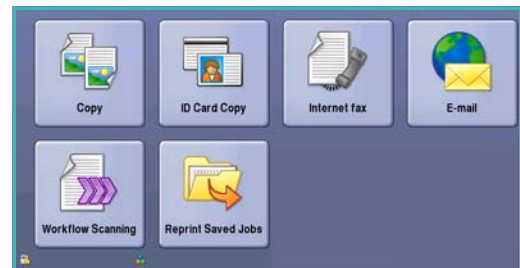 Copy
ID Card Copy
Internet fax
E-mail
Workflow Scanning
Reprint Saved Jobs